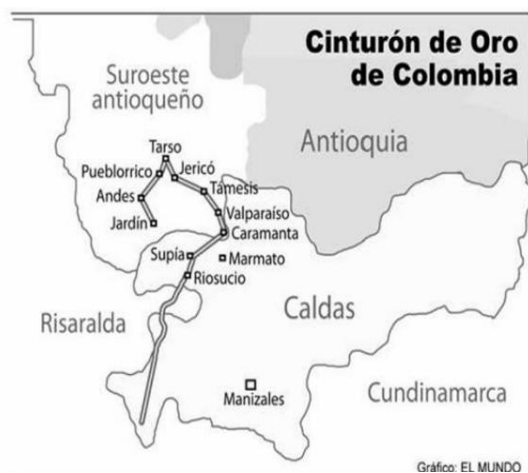 Cinturón de Oro
de Colombia
Suroeste
antioqueño
Antioquia
Tarso
Pueblorrico
Jericó
Andes
Támesis
Jardín
Valparaíso
Caramanta
Supía
Marmato
Riosucio
Risaralda
Caldas
Manizales
Cundinamarca
Gráfico: EL MUNDO